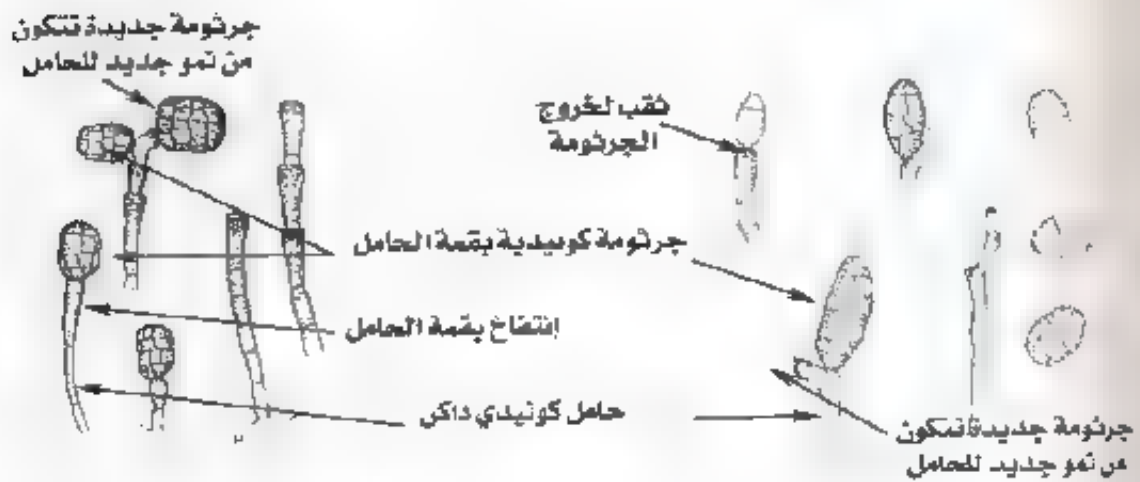 جرثومة جديدة تتكون
من نمو جديد للحامل
ثقب لخروج
الجرثومة
جرثومة كونيدية بقمة الحامل
إنتفاخ بقمة الحامل
حامل كونيدي داكن
جرثومة جديدة تتكون
من نمو جديد للحامل